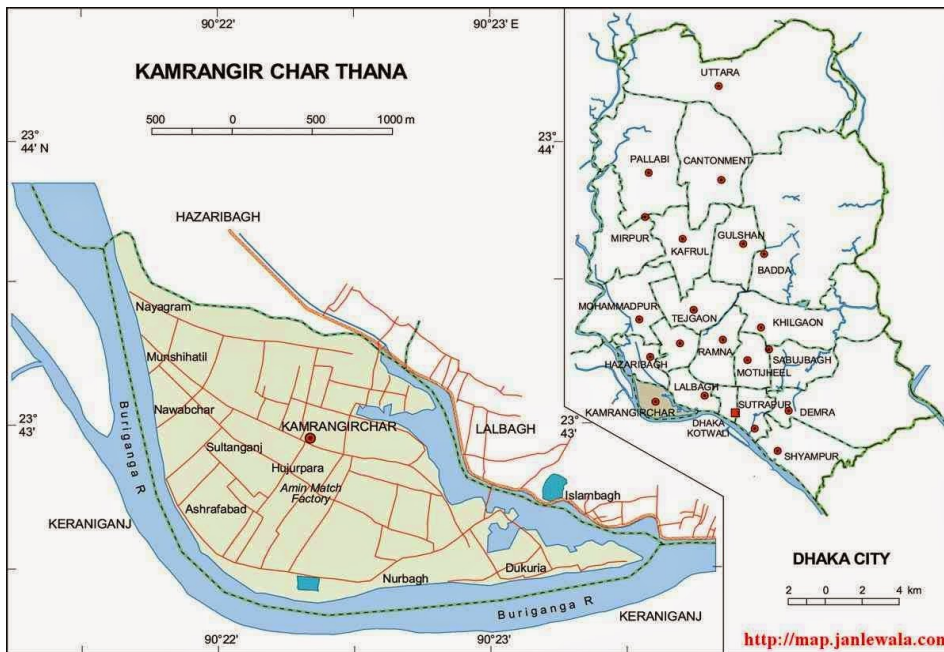 90°22'
90°23' E
KAMRANGIR CHAR THANA
500 0 500 1000 m
23°
44' N
23°
44'
HAZARIBAGH
Nayagram
Munshihatil
Nawabchar
KAMRANGIRCHAR
LALBAGH
Sultanganj
Hujurpara
Amin Match
Factory
Ashrafabad
Islambagh
Nurbagh
Dukuria
Buriganga R
Buriganga R
KERANIGANJ
KERANIGANJ
23°
43'
23°
43'
90°22'
90°23'
UTTARA
PALLABI
CANTONMENT
MIRPUR
KAFRUL
GULSHAN
BADDA
MOHAMMADPUR
TEJGAON
KHILGAON
RAMNA
SABUJBAGH
HAZARIBAGH
MOTIJHEEL
LALBAGH
KAMRANGIRCHAR
SUTRAPUR
DEMRA
DHAKA
KOTWALI
SHYAMPUR
DHAKA CITY
2 0 2 4 km
http://map.janlewala.com